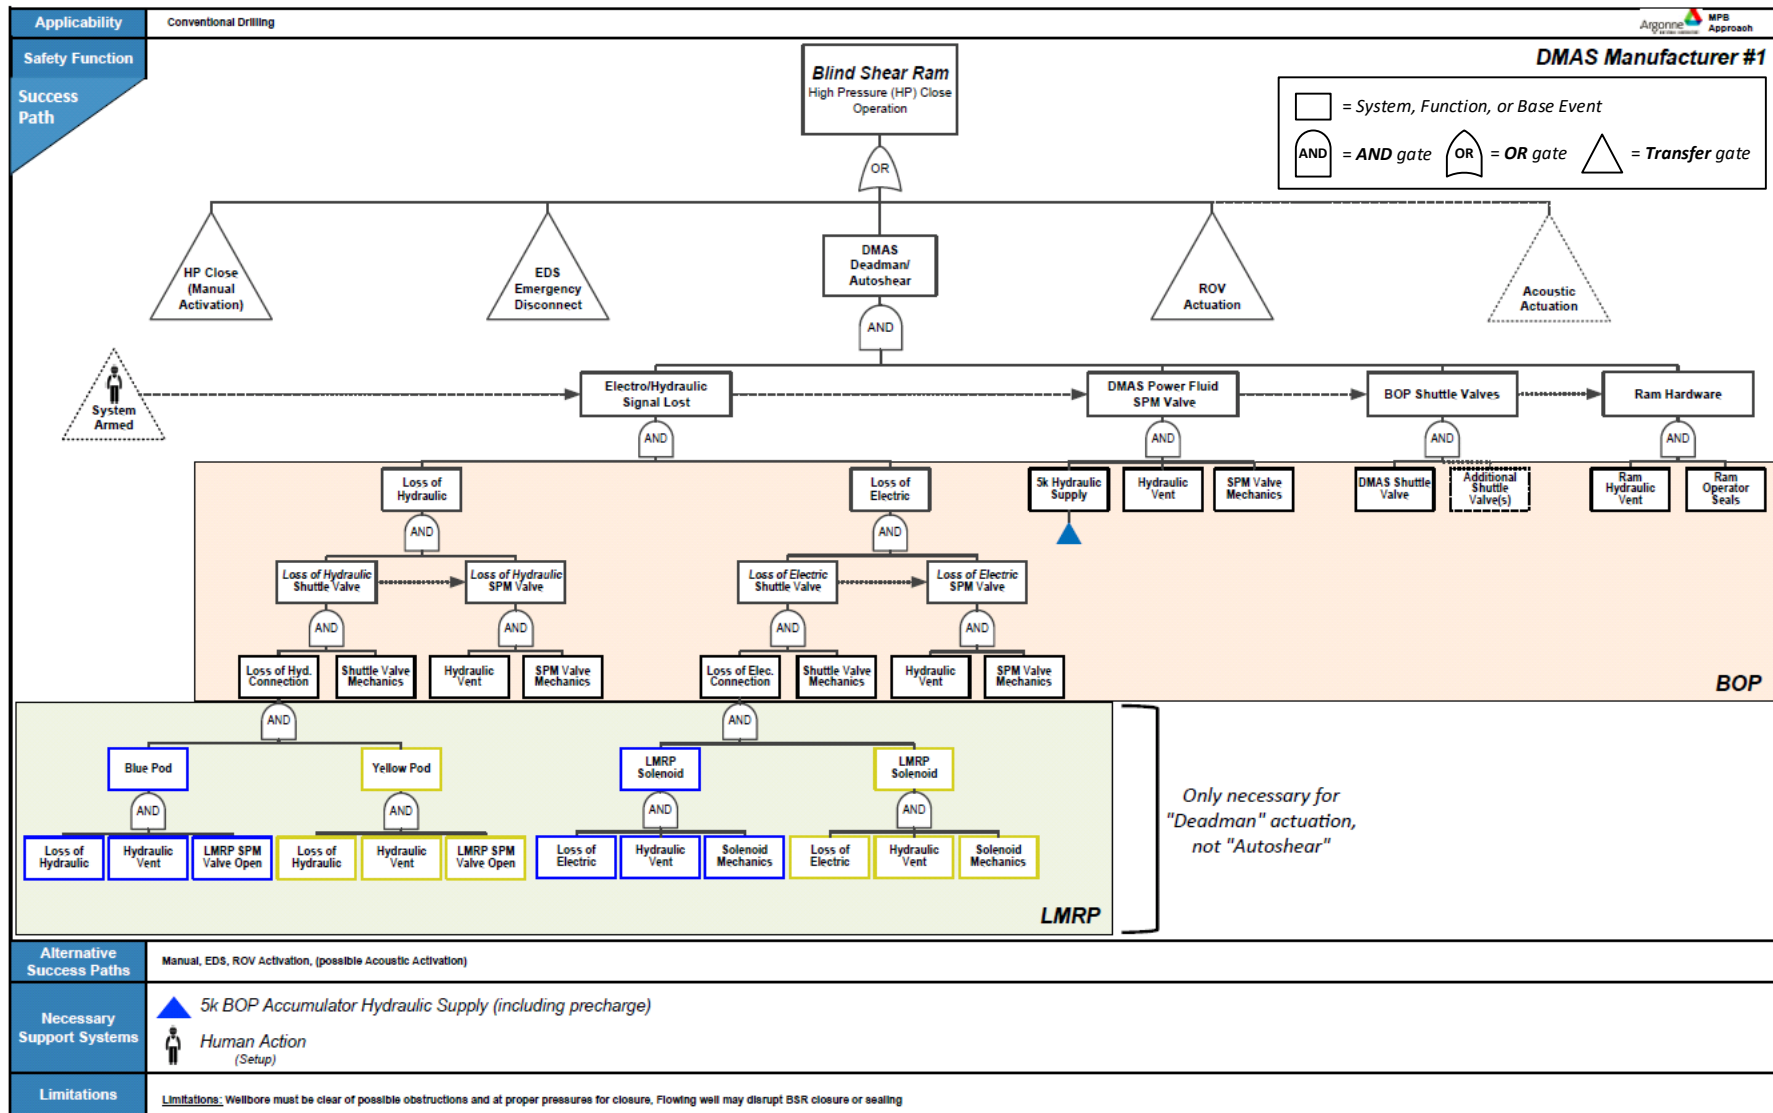 Applicability
Conventional Drilling
Argonne
MPB
Approach
Safety Function
DMAS Manufacturer #1
Success
Path
Blind Shear Ram
High Pressure (HP) Close
Operation
= System, Function, or Base Event
AND = AND gate OR = OR gate = Transfer gate
OR
HP Close
(Manual
Activation)
EDS
Emergency
Disconnect
DMAS
Deadman/
Autoshear
ROV
Actuation
Acoustic
Actuation
AND
System
Armed
Electro/Hydraulic
Signal Lost
DMAS Power Fluid
SPM Valve
BOP Shuttle Valves
Ram Hardware
AND AND AND AND
Loss of
Hydraulic
Loss of
Electric
5k Hydraulic
Supply
Hydraulic
Vent
SPM Valve
Mechanics
DMAS Shuttle
Valve
Additional
Shuttle
Valve(s)
Ram
Hydraulic
Vent
Ram
Operator
Seals
AND AND
Loss of Hydraulic
Shuttle Valve
Loss of Hydraulic
SPM Valve
Loss of Electric
Shuttle Valve
Loss of Electric
SPM Valve
AND AND AND AND
Loss of Hyd.
Connection
Shuttle Valve
Mechanics
Hydraulic
Vent
SPM Valve
Mechanics
Loss of Elec.
Connection
Shuttle Valve
Mechanics
Hydraulic
Vent
SPM Valve
Mechanics
BOP
AND AND
Blue Pod
Yellow Pod
LMRP
Solenoid
LMRP
Solenoid
AND AND AND AND
Loss of
Hydraulic
Hydraulic
Vent
LMRP SPM
Valve Open
Loss of
Hydraulic
Hydraulic
Vent
LMRP SPM
Valve Open
Loss of
Electric
Hydraulic
Vent
Solenoid
Mechanics
Loss of
Electric
Hydraulic
Vent
Solenoid
Mechanics
LMRP
Only necessary for
"Deadman" actuation,
not "Autoshear"
Alternative
Success Paths
Manual, EDS, ROV Activation, (possible Acoustic Activation)
Necessary
Support Systems
5k BOP Accumulator Hydraulic Supply (including precharge)
Human Action
(Setup)
Limitations
Limitations: Wellbore must be clear of possible obstructions and at proper pressures for closure, Flowing well may disrupt BSR closure or sealing